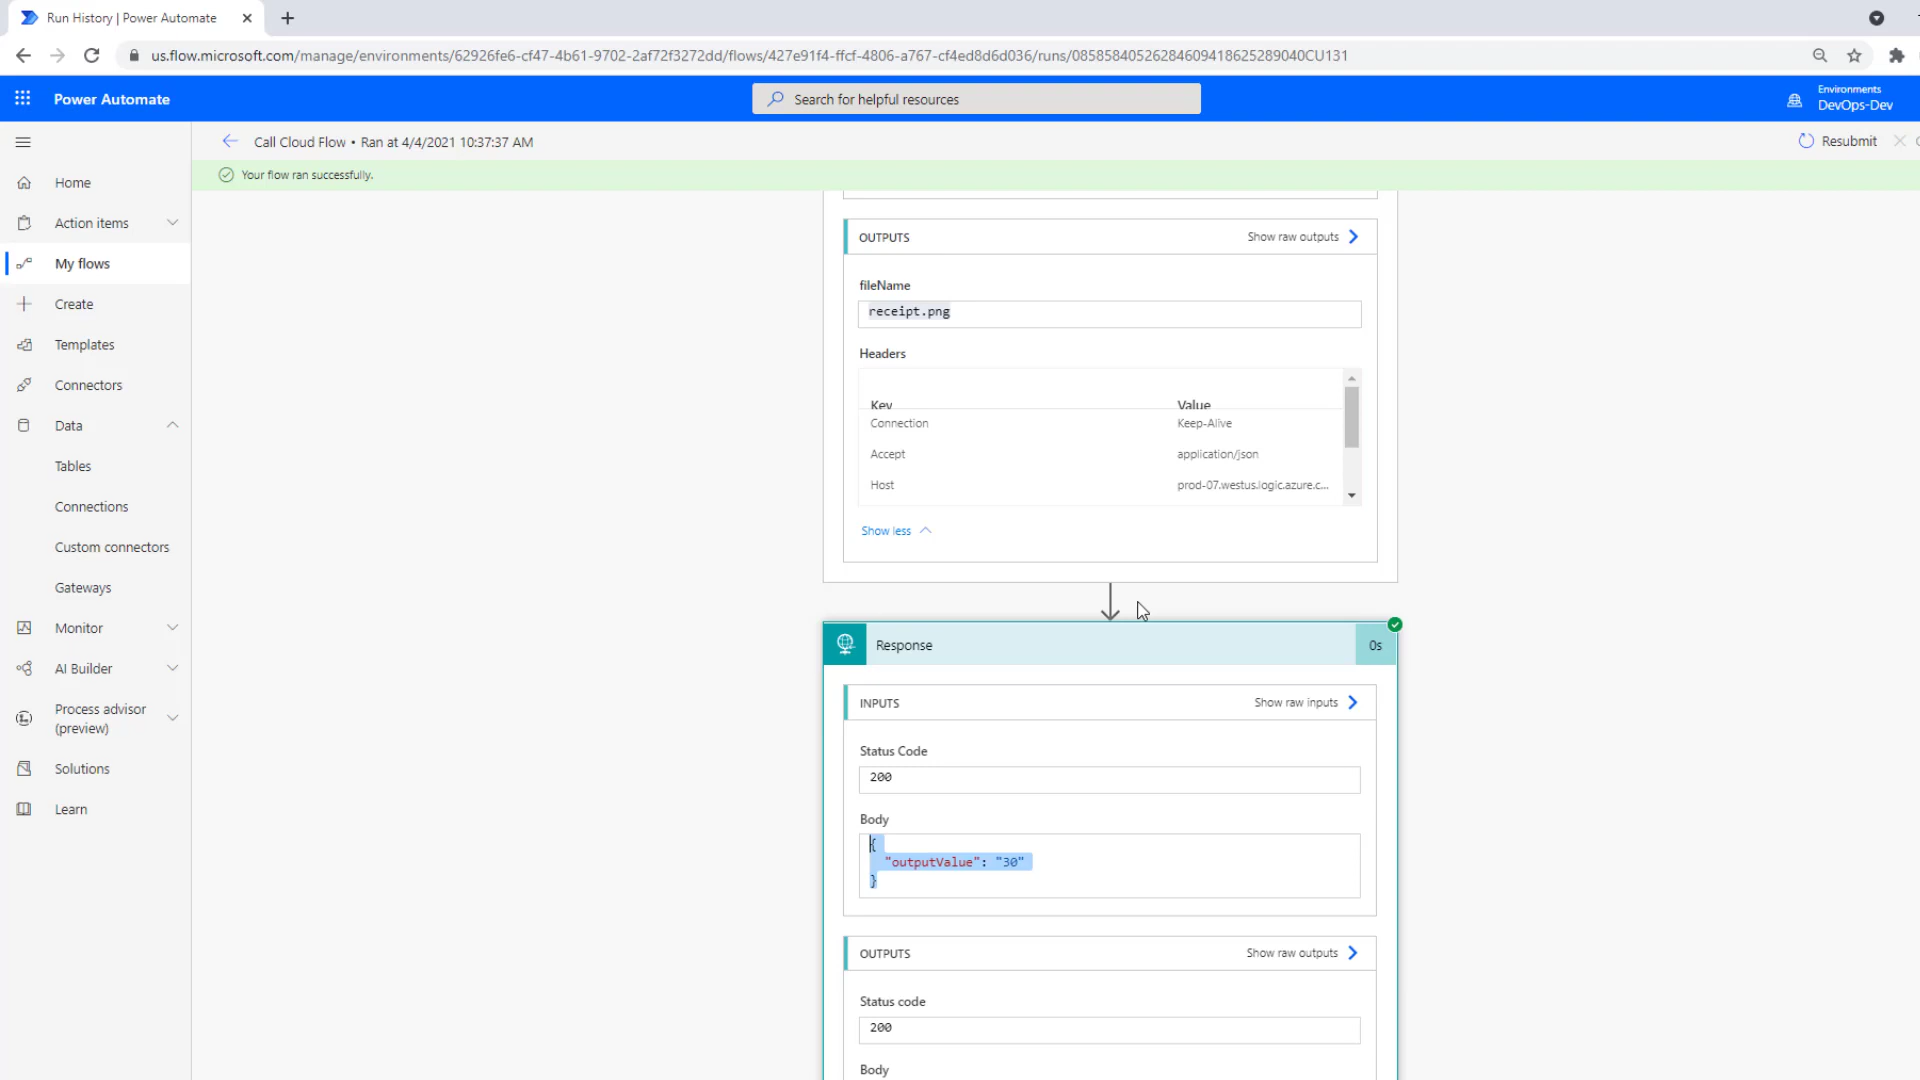 Run History | Power Automate
us.flow.microsoft.com/manage/environments/62926fe6-cf47-4b61-9702-2af72f3272dd/flows/427e91f4-ffcf-4806-a767-cf4ed8d6d036/runs/08585840526284609418625289040CU131
Power Automate
Search for helpful resources
Environments
DevOps-Dev
Call Cloud Flow • Ran at 4/4/2021 10:37:37 AM
Resubmit
Your flow ran successfully.
Home
Action items
My flows
Create
Templates
Connectors
Data
Tables
Connections
Custom connectors
Gateways
Monitor
AI Builder
Process advisor
(preview)
Solutions
Learn
OUTPUTS
Show raw outputs
fileName
receipt.png
Headers
Key Value
Connection Keep-Alive
Accept application/json
Host prod-07.westus.logic.azure.c...
Show less
Response
0s
INPUTS
Show raw inputs
Status Code
200
Body
{
"outputValue": "30"
}
OUTPUTS
Show raw outputs
Status code
200
Body